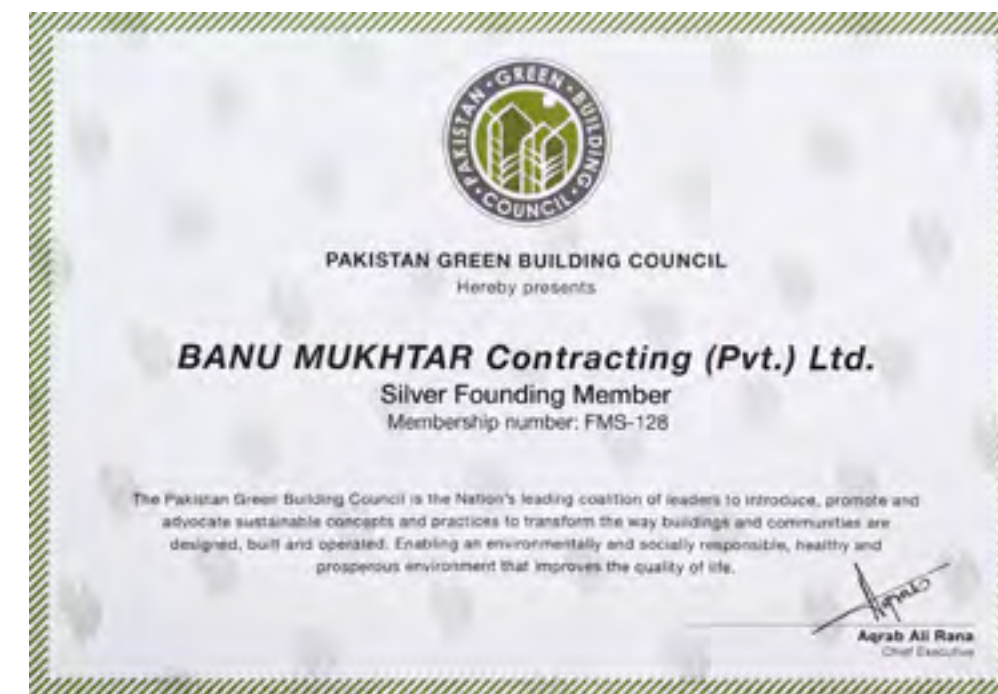 PAKISTAN · GREEN · BUILDING · COUNCIL ·
PAKISTAN GREEN BUILDING COUNCIL
Hereby presents
BANU MUKHTAR Contracting (Pvt.) Ltd.
Silver Founding Member
Membership number: FMS-128
The Pakistan Green Building Council is the Nation's leading coalition of leaders to introduce, promote and
advocate sustainable concepts and practices to transform the way buildings and communities are
designed, built and operated. Enabling an environmentally and socially responsible, healthy and
prosperous environment that improves the quality of life.
Aqrab Ali Rana
Chief Executive